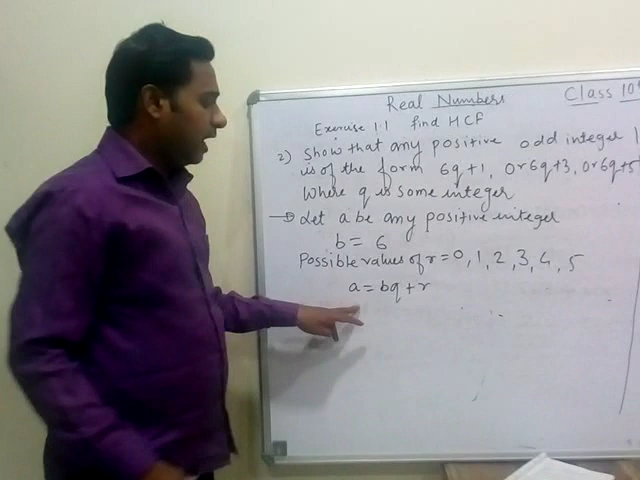 Real Numbers Class 10
Exercise 1.1 find HCF
2) Show that any positive odd integer
is of the form 6q+1, or 6q+3, or 6q+5
Where q is some integer
→ Let a be any positive integer
b = 6
Possible values of r = 0, 1, 2, 3, 4, 5
a = bq + r